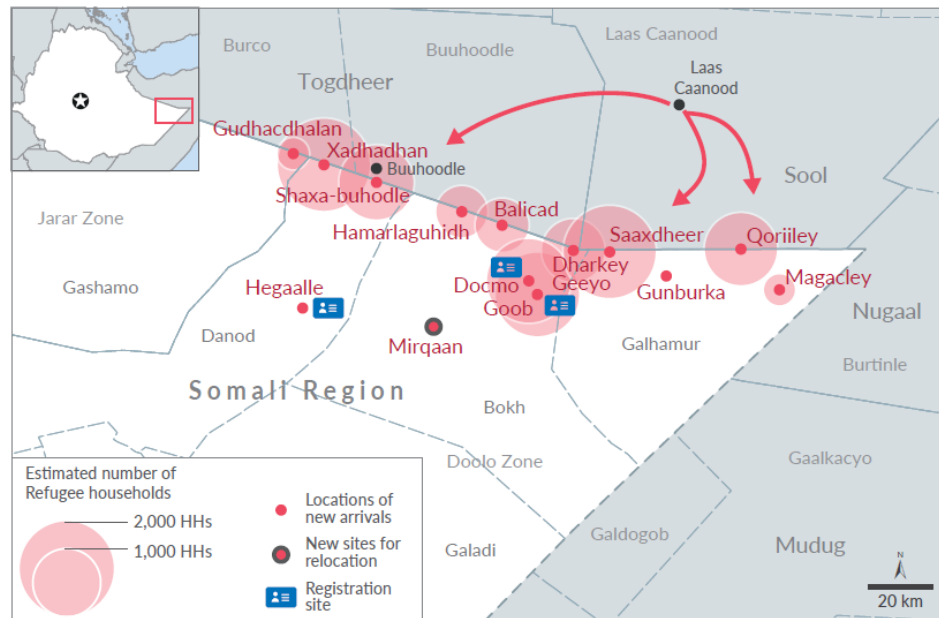 Burco
Buuhoodle
Laas Caanood
Togdheer
Laas
Caanood
Gudhacdhalan
Xadhadhan
Buuhoodle
Shaxa-buhodle
Sool
Jarar Zone
Hamarlaguhidh
Balicad
Saaxdheer
Qoriiley
Dharkey
Geeyo
Gashamo
Hegaalle
Docmo
Goob
Gunburka
Magacley
Nugaal
Danod
Mirqaan
Galhamur
Burtinle
Somali Region
Bokh
Doolo Zone
Gaalkacyo
Galadi
Galdogob
Mudug
Estimated number of
Refugee households
2,000 HHs
1,000 HHs
Locations of
new arrivals
New sites for
relocation
Registration
site
N
20 km